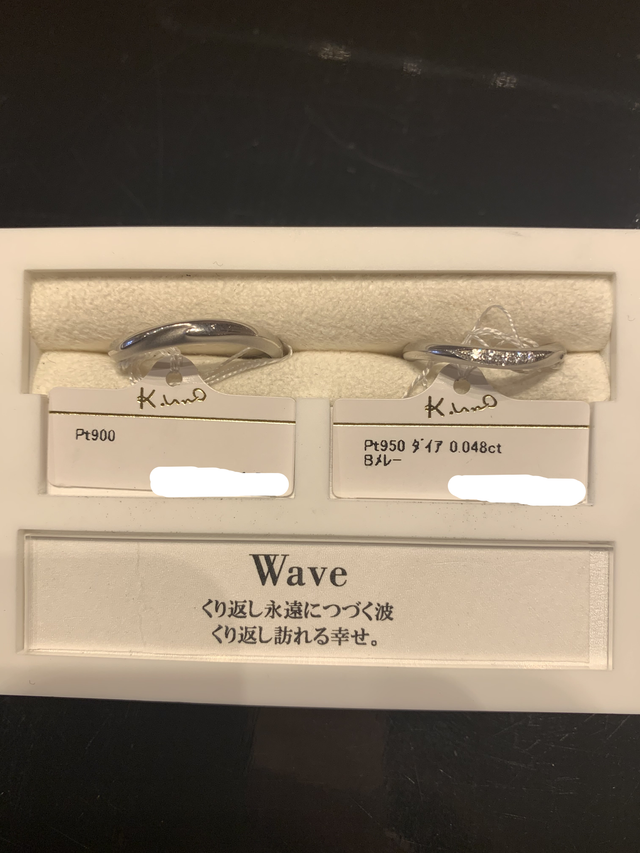 K.uno
Pt900
K.uno
Pt950 ダイア 0.048ct
Bメレー
Wave
くり返し永遠につづく波
くり返し訪れる幸せ。